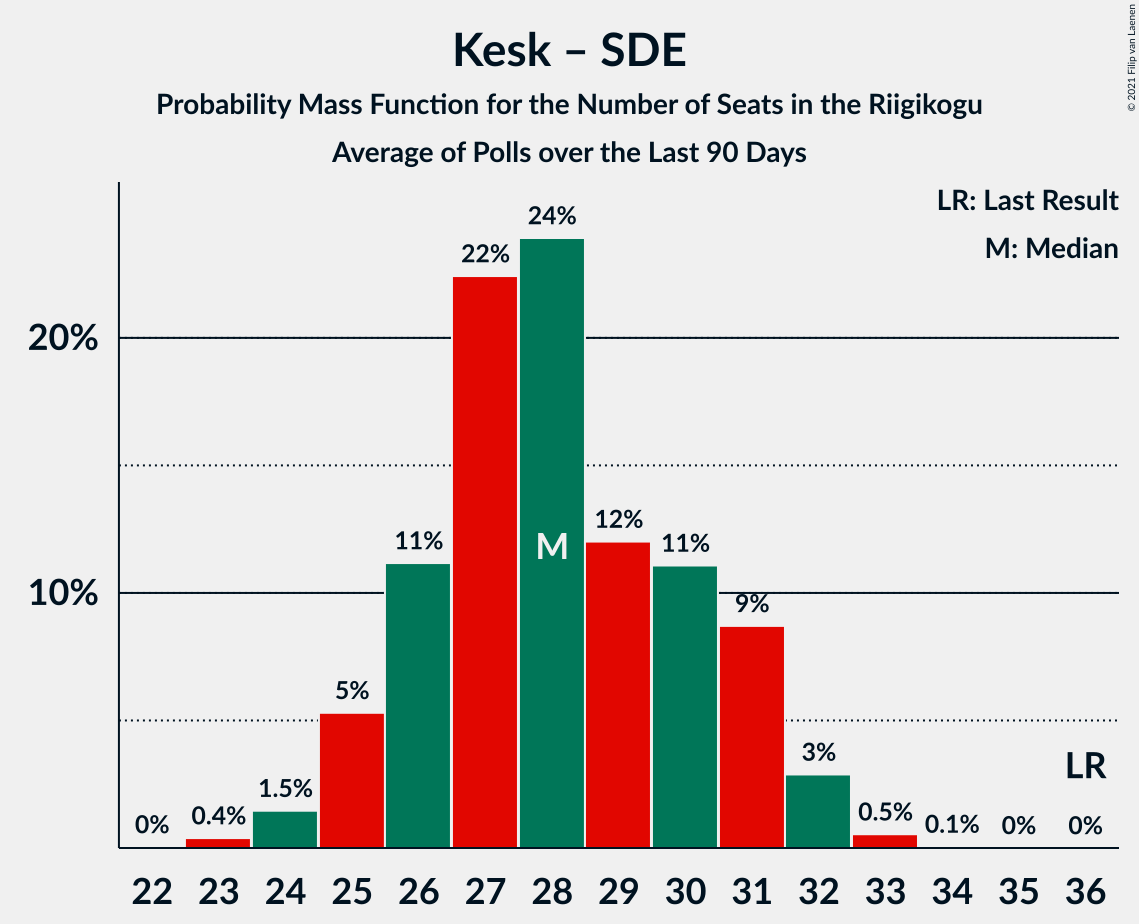 Kesk – SDE
Probability Mass Function for the Number of Seats in the Riigikogu
Average of Polls over the Last 90 Days
© 2021 Filip van Laenen
LR: Last Result
M: Median
20%
10%
0%
0.4%
1.5%
5%
11%
22%
24%
12%
11%
9%
3%
0.5%
0.1%
0%
0%
M
LR
22 23 24 25 26 27 28 29 30 31 32 33 34 35 36